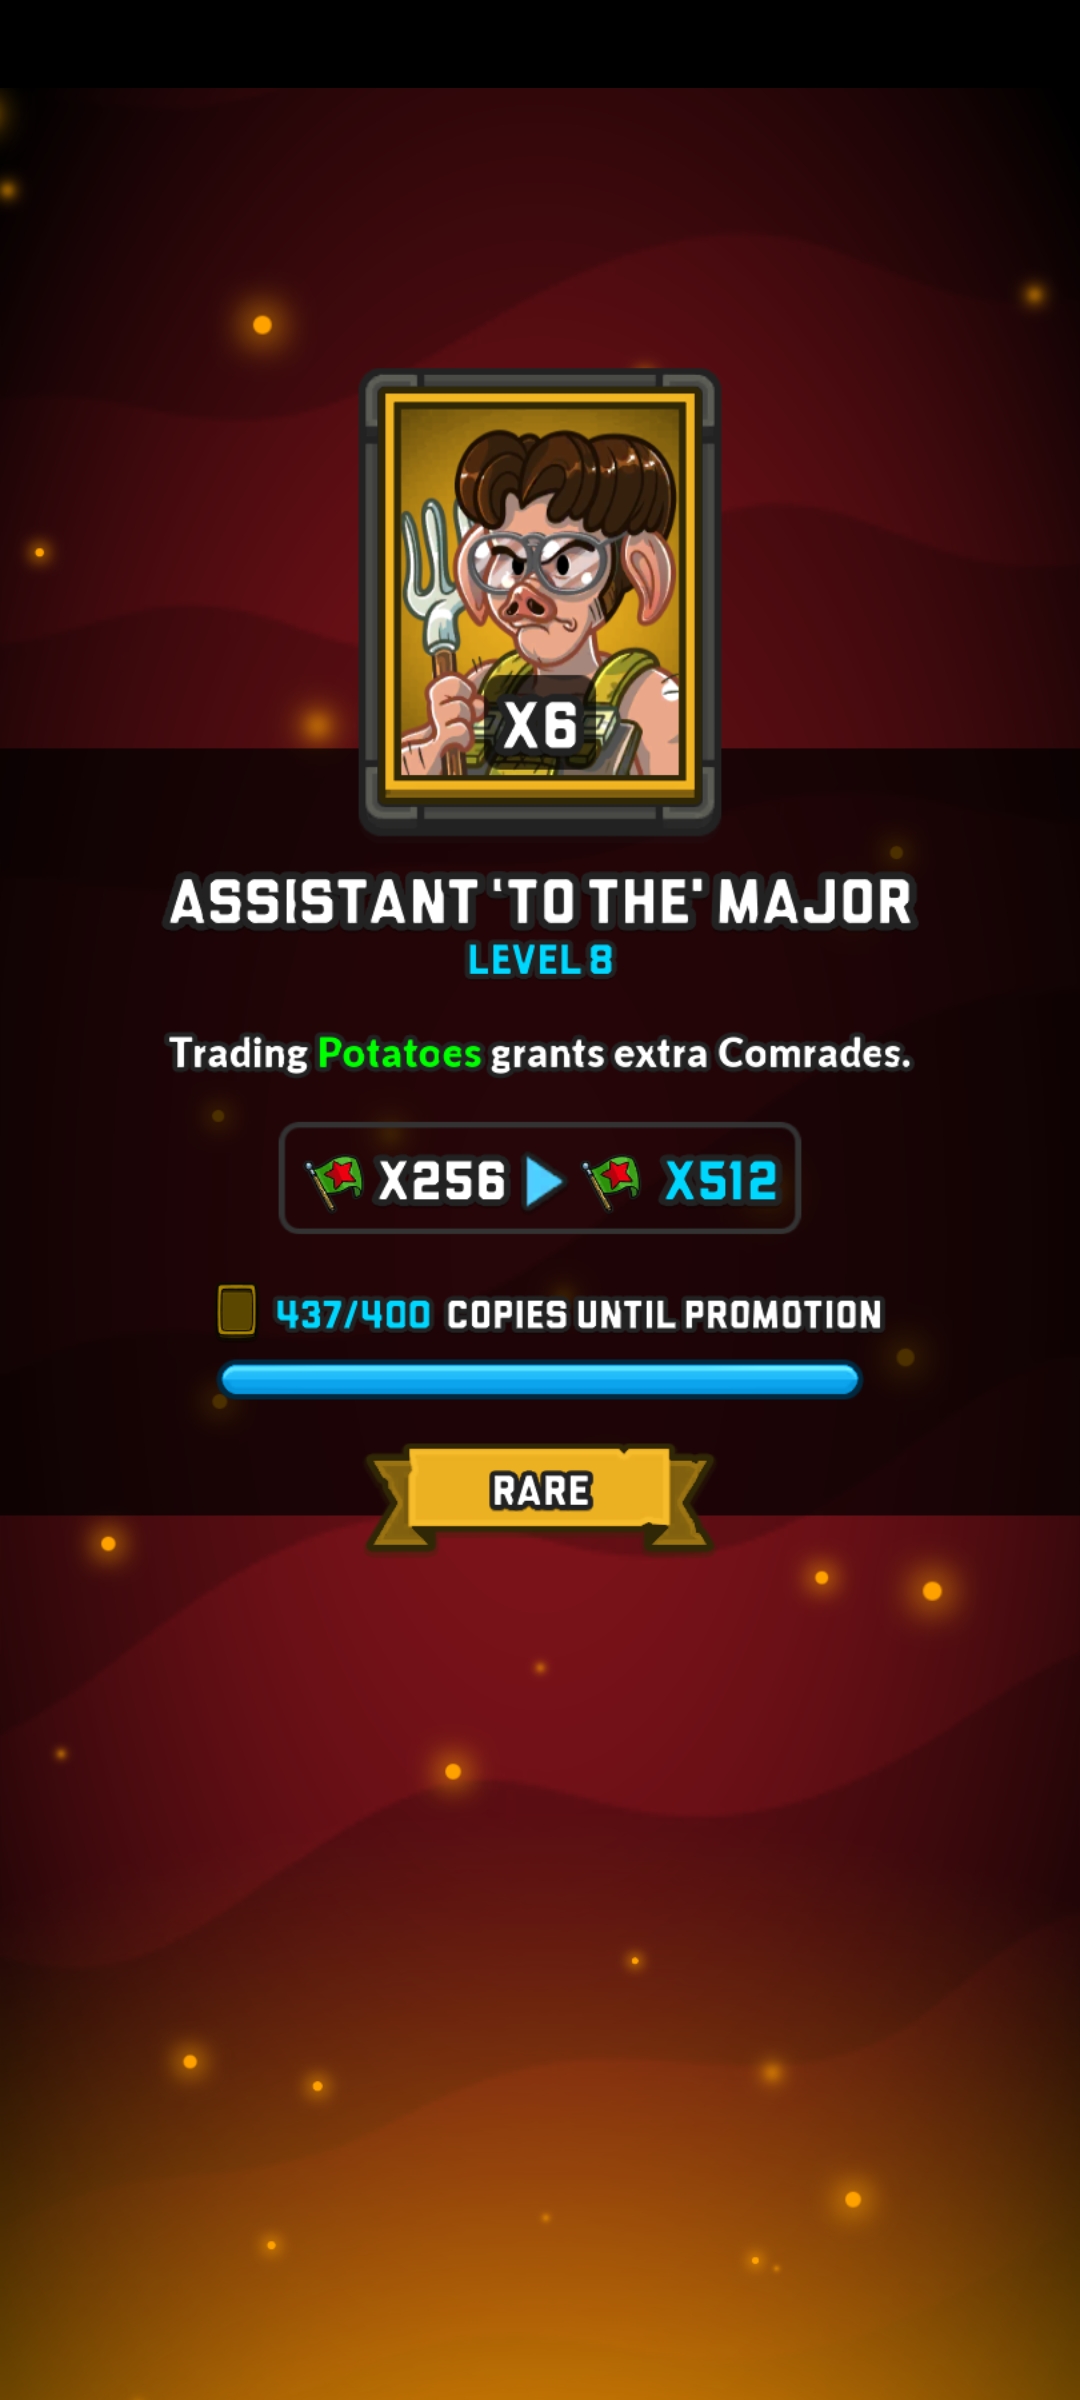 X6
ASSISTANT 'TO THE' MAJOR
LEVEL 8
Trading Potatoes grants extra Comrades.
X256 X512
437/400 COPIES UNTIL PROMOTION
RARE